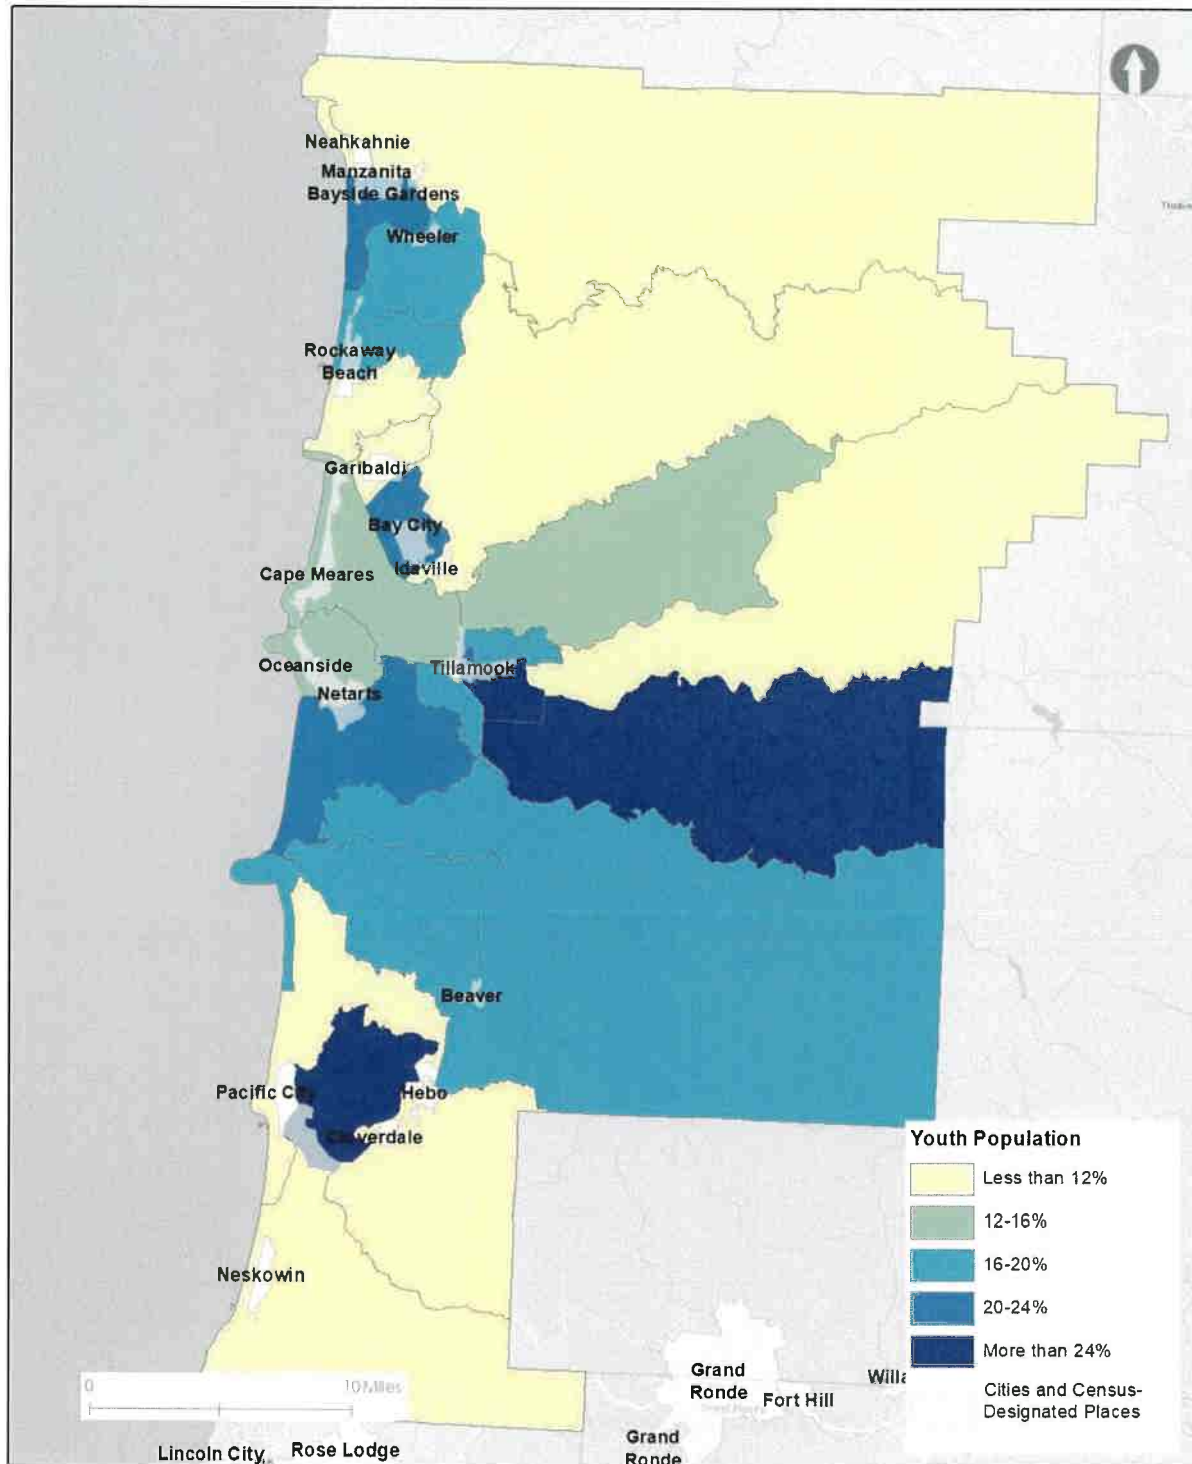 Neahkahnie
Manzanita
Bayside Gardens
Wheeler
Rockaway
Beach
Garibaldi
Bay City
Idaville
Cape Meares
Oceanside
Tillamook
Netarts
Beaver
Pacific City
Hebo
Cloverdale
Neskowin
Youth Population
Less than 12%
12-16%
16-20%
20-24%
More than 24%
Cities and Census-
Designated Places
0
10 Miles
Grand
Ronde
Fort Hill
Willa
Grand
Ronde
Lincoln City
Rose Lodge